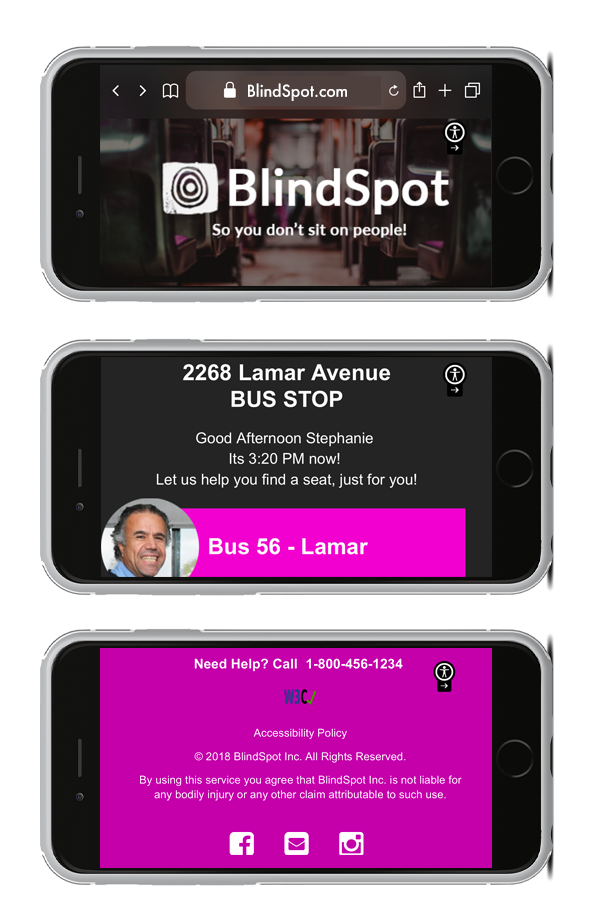 BlindSpot.com
BlindSpot
So you don't sit on people!
2268 Lamar Avenue
BUS STOP
Good Afternoon Stephanie
Its 3:20 PM now!
Let us help you find a seat, just for you!
Bus 56 - Lamar
Need Help? Call 1-800-456-1234
W3C
Accessibility Policy
© 2018 BlindSpot Inc. All Rights Reserved.
By using this service you agree that BlindSpot Inc. is not liable for
any bodily injury or any other claim attributable to such use.